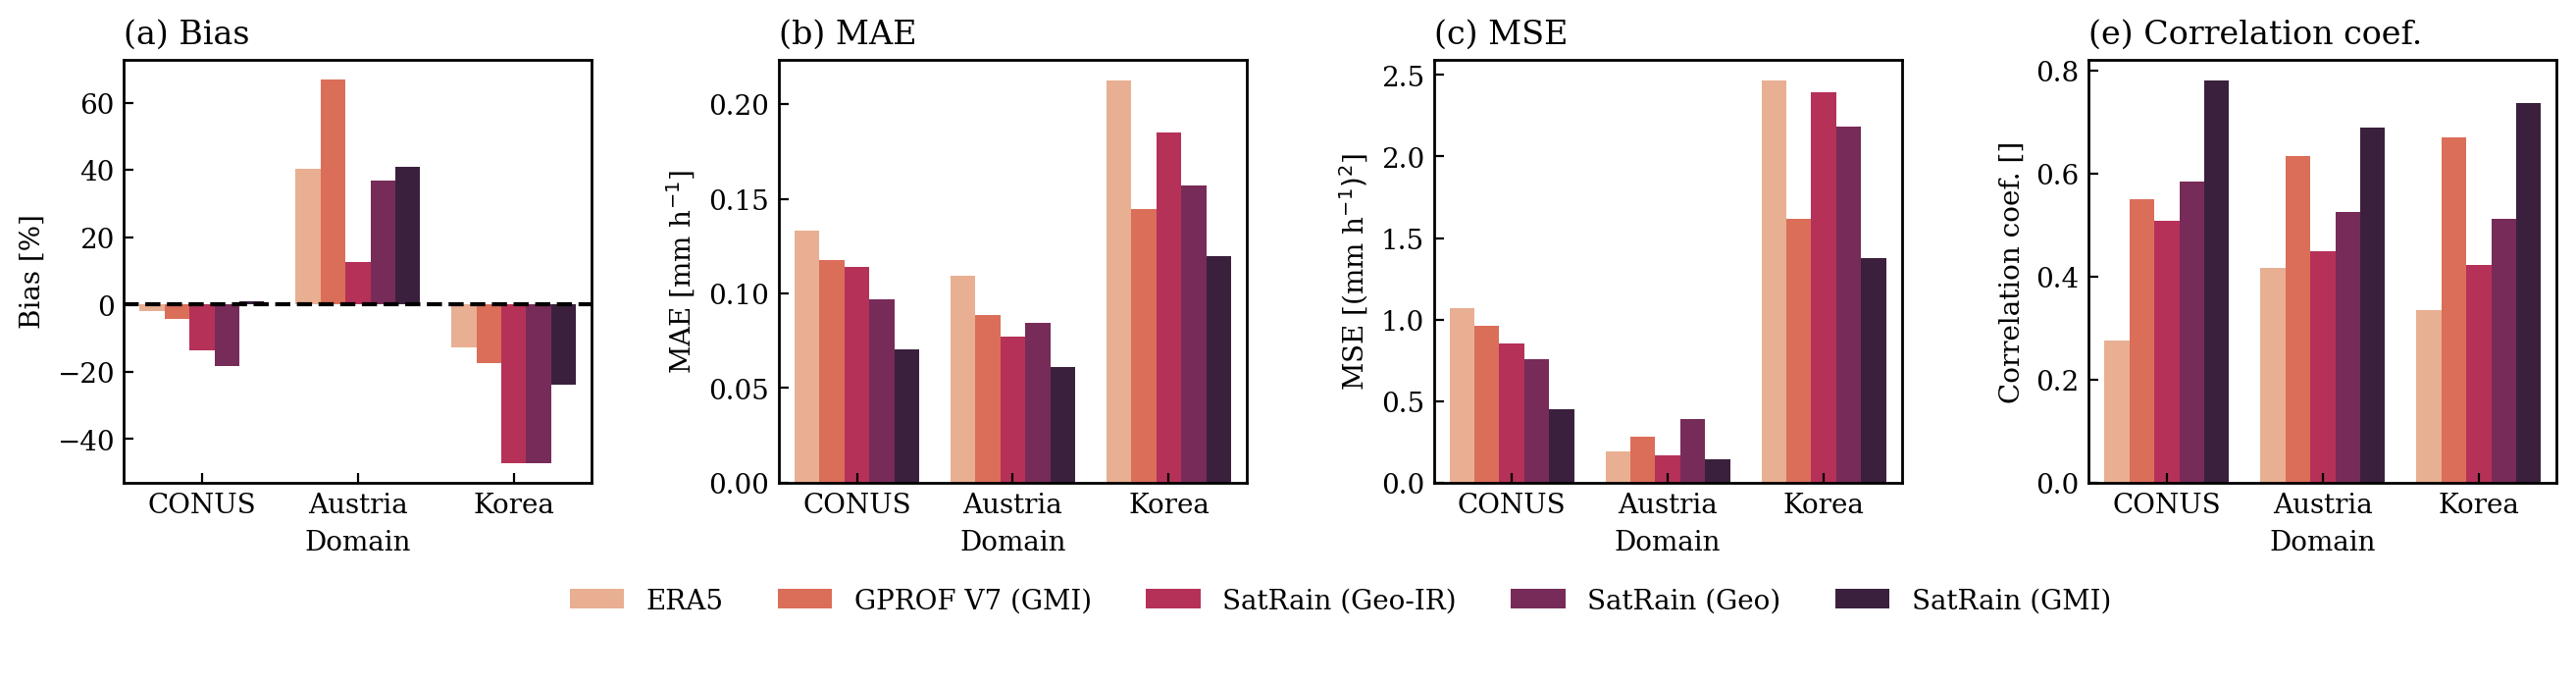 (a) Bias
Bias [%]
60
40
20
0
−20
−40
CONUS Austria Korea
Domain
(b) MAE
MAE [mm h⁻¹]
0.20
0.15
0.10
0.05
0.00
CONUS Austria Korea
Domain
(c) MSE
MSE [(mm h⁻¹)²]
2.5
2.0
1.5
1.0
0.5
0.0
CONUS Austria Korea
Domain
(e) Correlation coef.
Correlation coef. []
0.8
0.6
0.4
0.2
0.0
CONUS Austria Korea
Domain
ERA5 GPROF V7 (GMI) SatRain (Geo-IR) SatRain (Geo) SatRain (GMI)